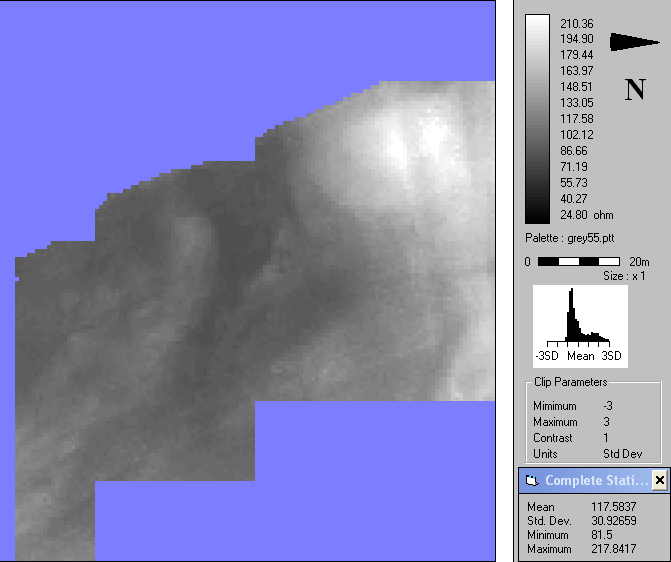 210.36
194.90
179.44
163.97
148.51
133.05
117.58
102.12
86.66
71.19
55.73
40.27
24.80 ohm
N
Palette : grey55.ptt
0 20m
Size : x 1
-3SD Mean 3SD
Clip Parameters
Mimimum -3
Maximum 3
Contrast 1
Units Std Dev
Complete Stati...
Mean 117.5837
Std. Dev. 30.92659
Minimum 81.5
Maximum 217.8417